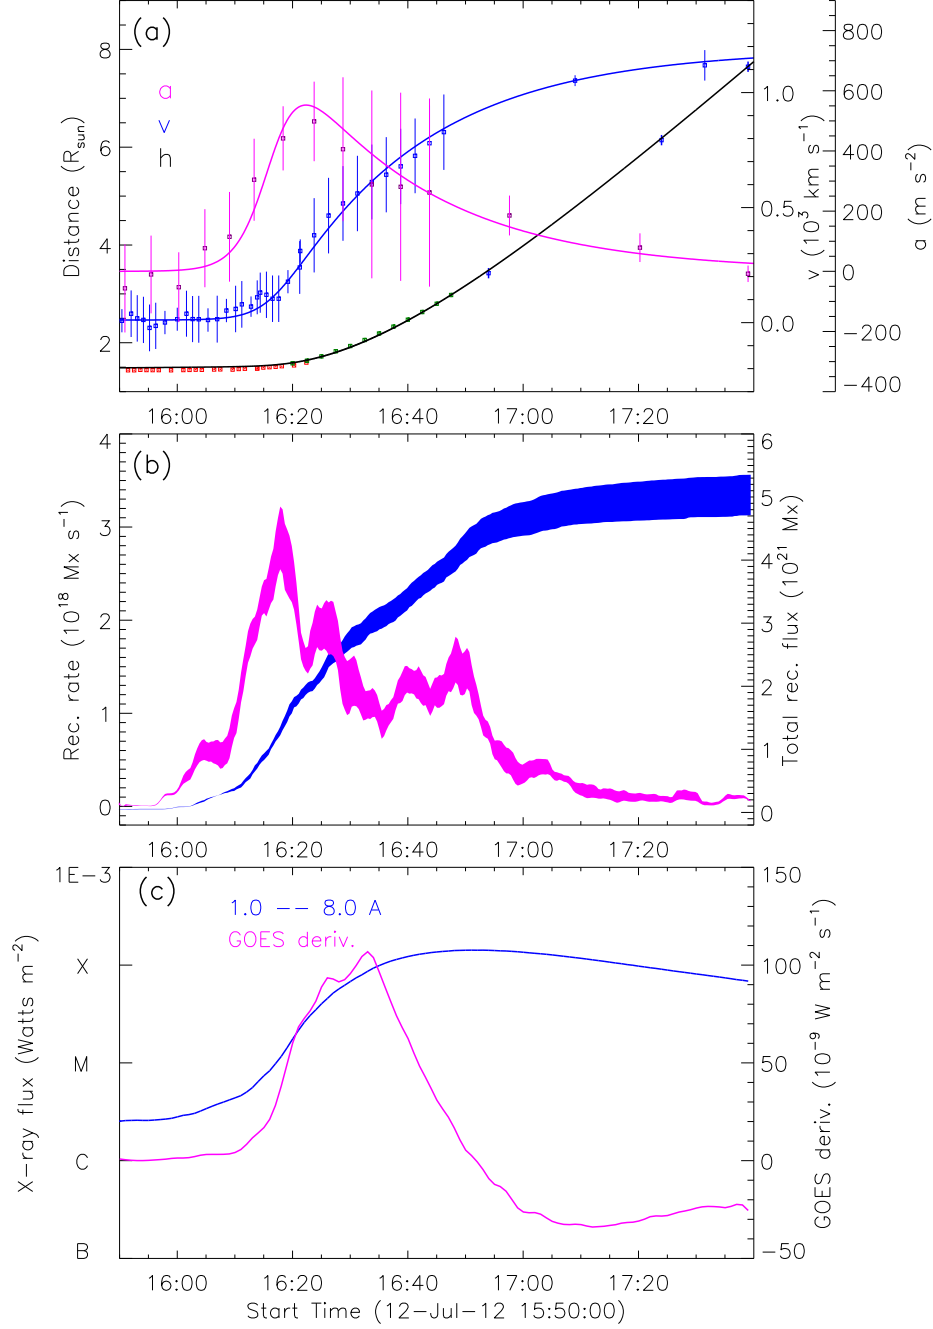 (a)
a
v
h
8
6
4
2
Distance (R_sun)
1.0
0.5
0.0
v (10^3 km s^-1)
800
600
400
200
0
-200
-400
a (m s^-2)
16:00 16:20 16:40 17:00 17:20
(b)
4
3
2
1
0
Rec. rate (10^18 Mx s^-1)
6
5
4
3
2
1
0
Total rec. flux (10^21 Mx)
16:00 16:20 16:40 17:00 17:20
(c)
1.0 -- 8.0 A
GOES deriv.
1E-3
X
M
C
B
X-ray flux (Watts m^-2)
150
100
50
0
-50
GOES deriv. (10^-9 W m^-2 s^-1)
16:00 16:20 16:40 17:00 17:20
Start Time (12-Jul-12 15:50:00)